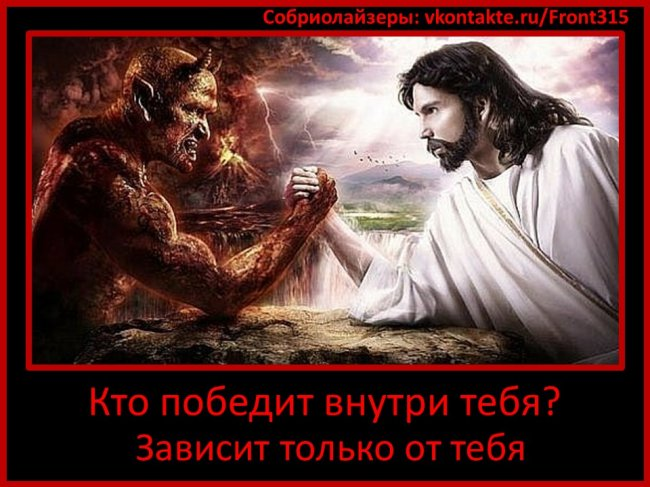 Собриолайзеры: vkontakte.ru/Front315
Кто победит внутри тебя?
Зависит только от тебя